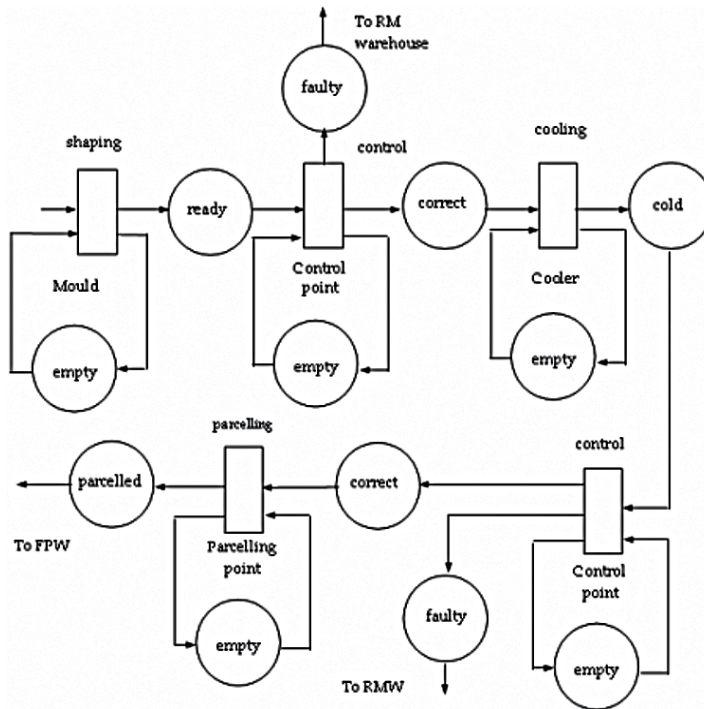 To RM
warehouse
faulty
shaping
control
cooling
ready
correct
cold
Mould
Control
point
Cooler
empty
empty
empty
parcelling
control
parcelled
correct
To FPW
Parcelling
point
Control
point
faulty
empty
empty
To RMW